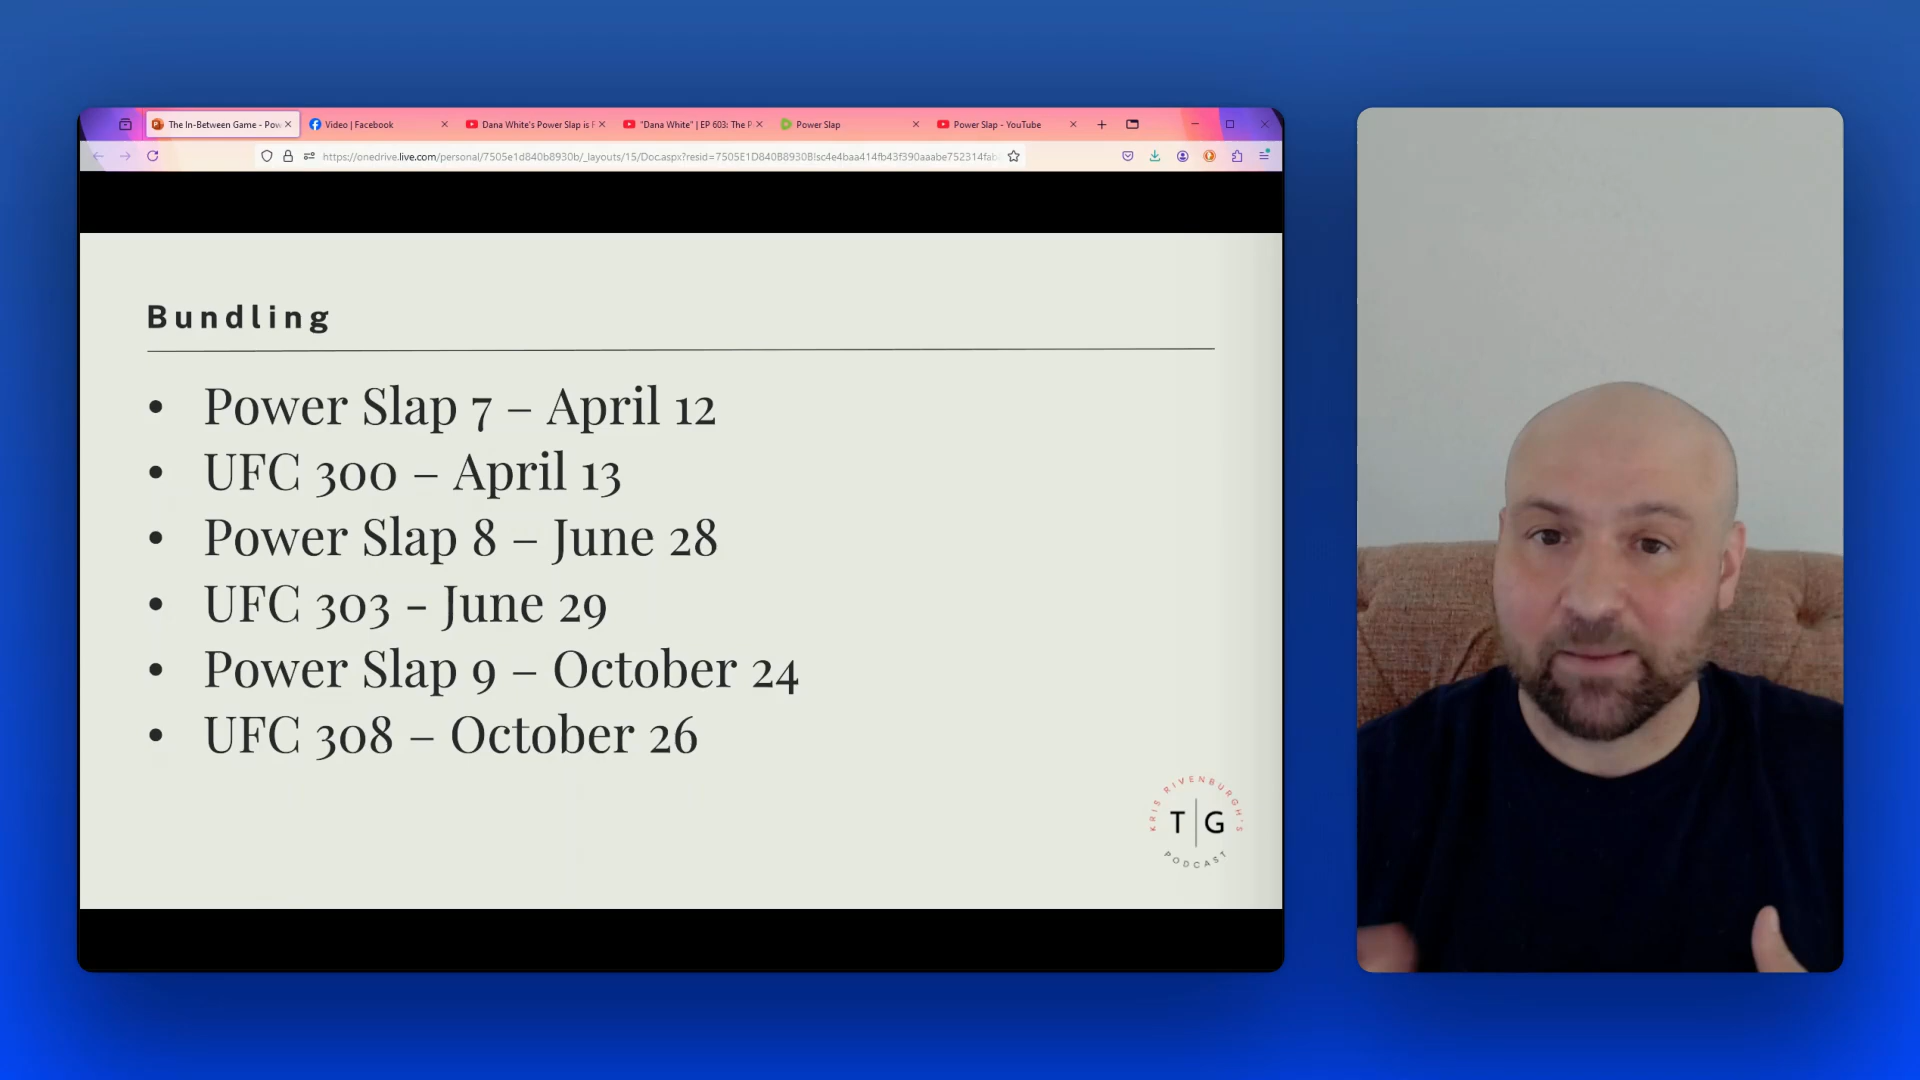 The In-Between Game - Pow
Video | Facebook
Dana White's Power Slap is F
"Dana White" | EP 603: The P
Power Slap
Power Slap - YouTube
https://onedrive.live.com/personal/7505e1d840b8930b/_layouts/15/Doc.aspx?resid=7505E1D840B8930B!sc4e4baa414fb43f390aaabe752314fab
Bundling
• Power Slap 7 – April 12
• UFC 300 – April 13
• Power Slap 8 – June 28
• UFC 303 - June 29
• Power Slap 9 – October 24
• UFC 308 – October 26
KRIS RIVENBURGH'S
T|G
PODCAST